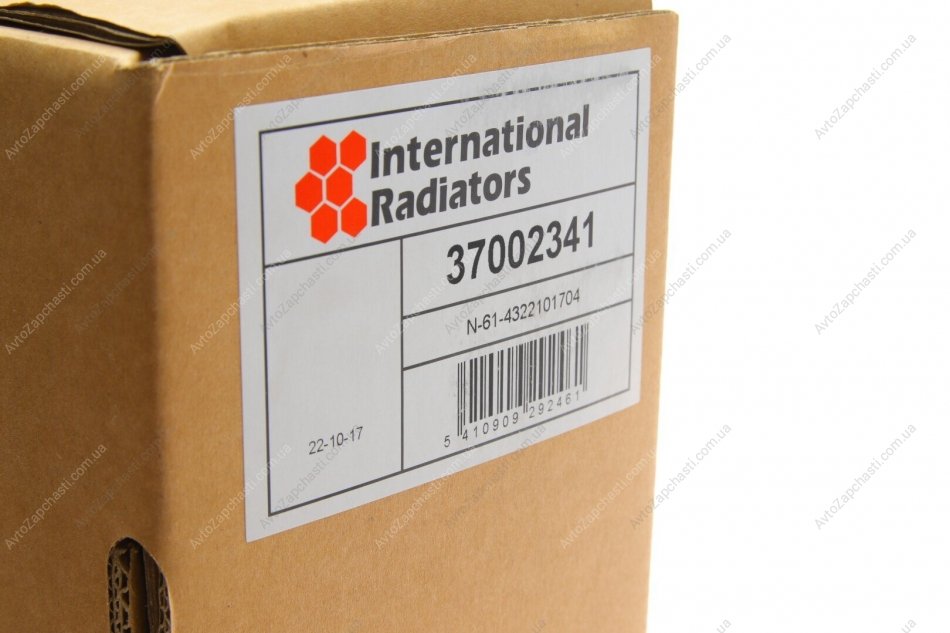 International
Radiators
37002341
N-61-4322101704
22-10-17
5 410909 292461
AvtoZapchasti.com.ua